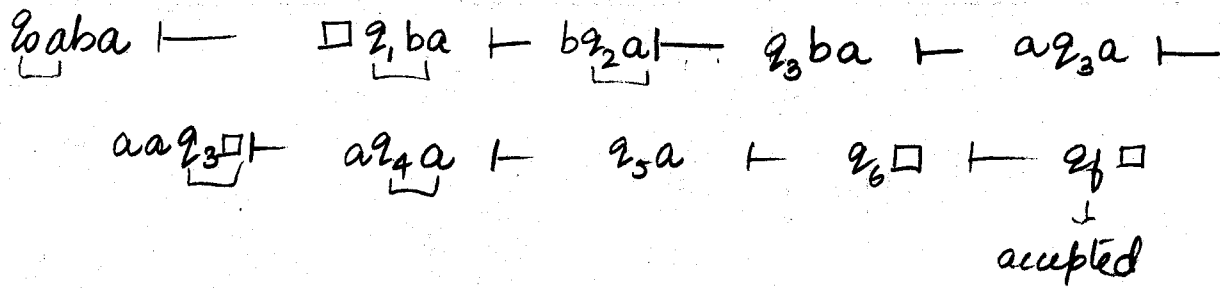 q₀aba ⊢ □q₁ba ⊢ bq₂a ⊢ q₃ba ⊢ aq₃a ⊢
aaq₃□ ⊢ aq₄a ⊢ q₅a ⊢ q₆□ ⊢ qf□
↓
accepted